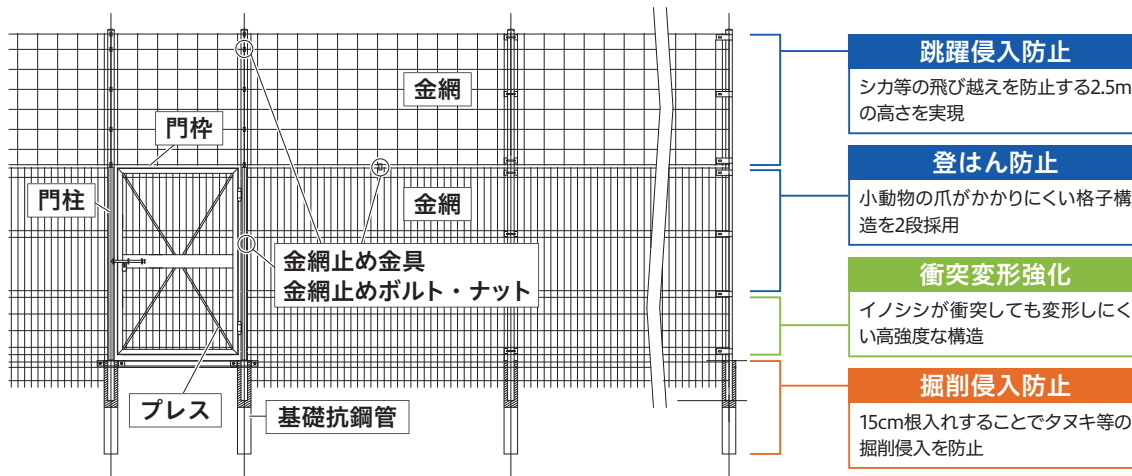 金網
門枠
門柱
金網
金網止め金具
金網止めボルト・ナット
プレス
基礎抗鋼管
跳躍侵入防止
シカ等の飛び越えを防止する2.5m
の高さを実現
登はん防止
小動物の爪がかかりにくい格子構
造を2段採用
衝突変形強化
イノシシが衝突しても変形しにく
い高強度な構造
掘削侵入防止
15cm根入れすることでタヌキ等の
掘削侵入を防止